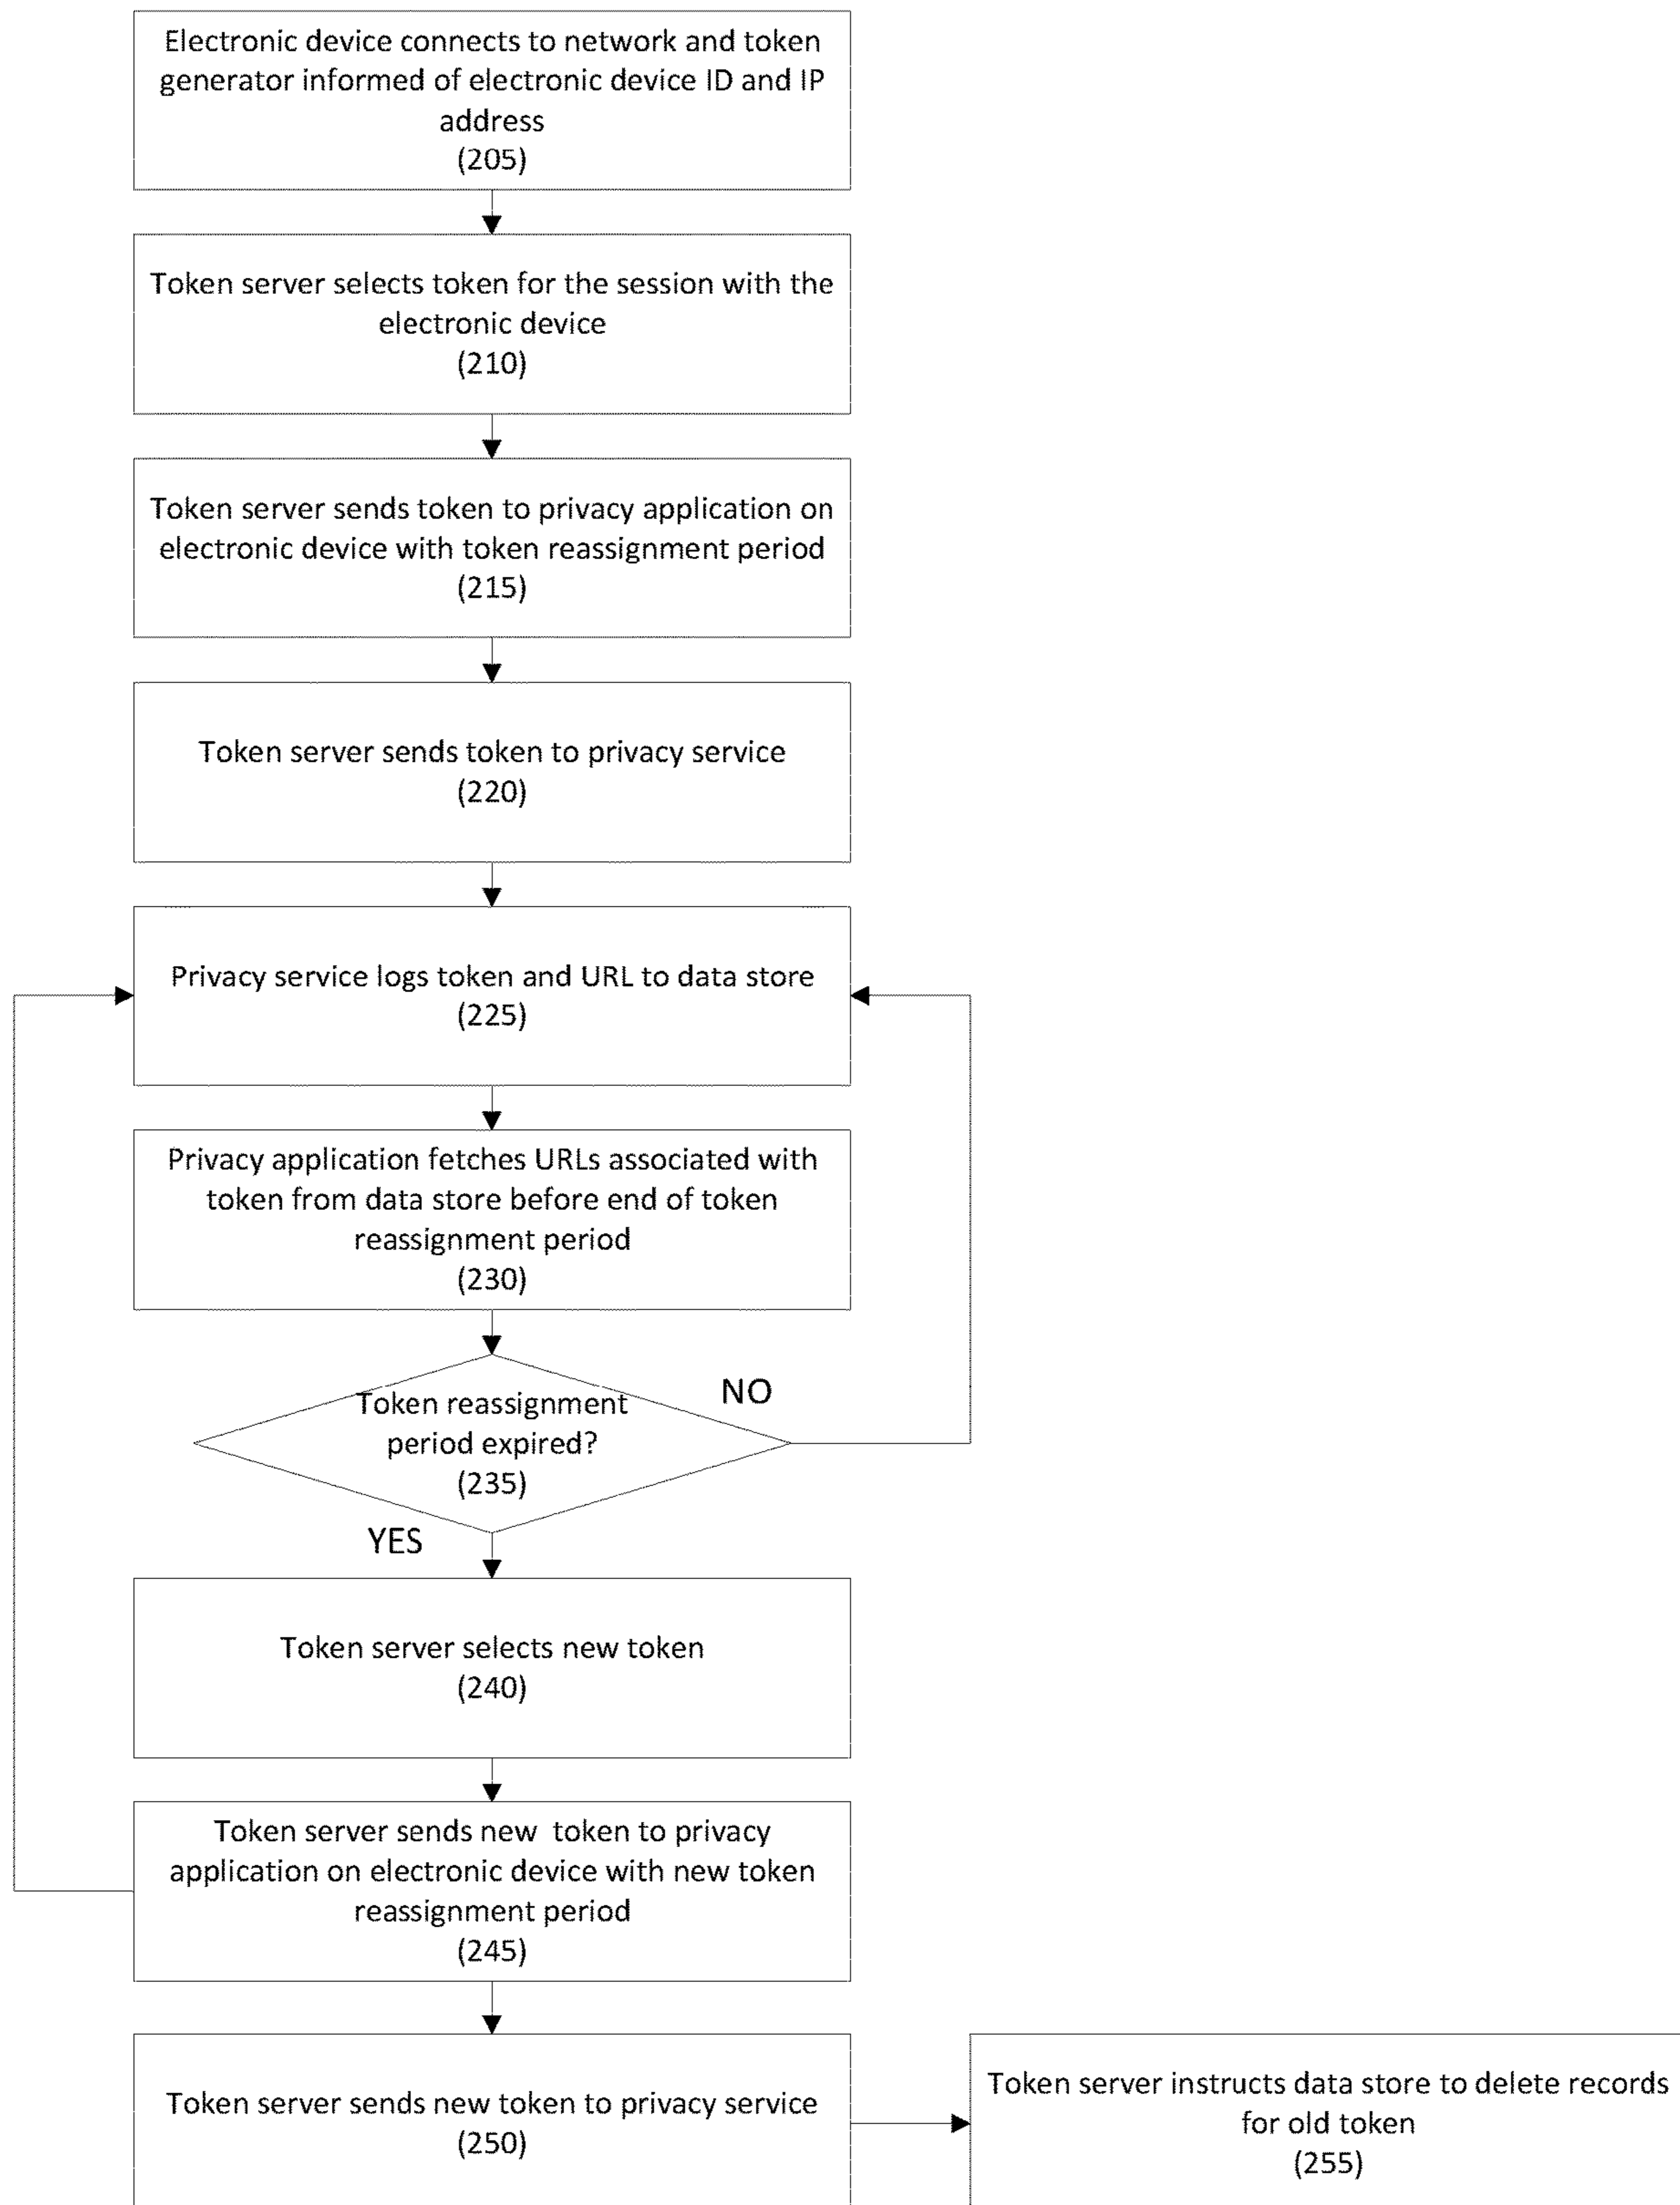 Electronic device connects to network and token
generator informed of electronic device ID and IP
address
(205)
Token server selects token for the session with the
electronic device
(210)
Token server sends token to privacy application on
electronic device with token reassignment period
(215)
Token server sends token to privacy service
(220)
Privacy service logs token and URL to data store
(225)
Privacy application fetches URLs associated with
token from data store before end of token
reassignment period
(230)
NO
Token reassignment
period expired?
(235)
YES
Token server selects new token
(240)
Token server sends new token to privacy
application on electronic device with new token
reassignment period
(245)
Token server sends new token to privacy service
(250)
Token server instructs data store to delete records
for old token
(255)